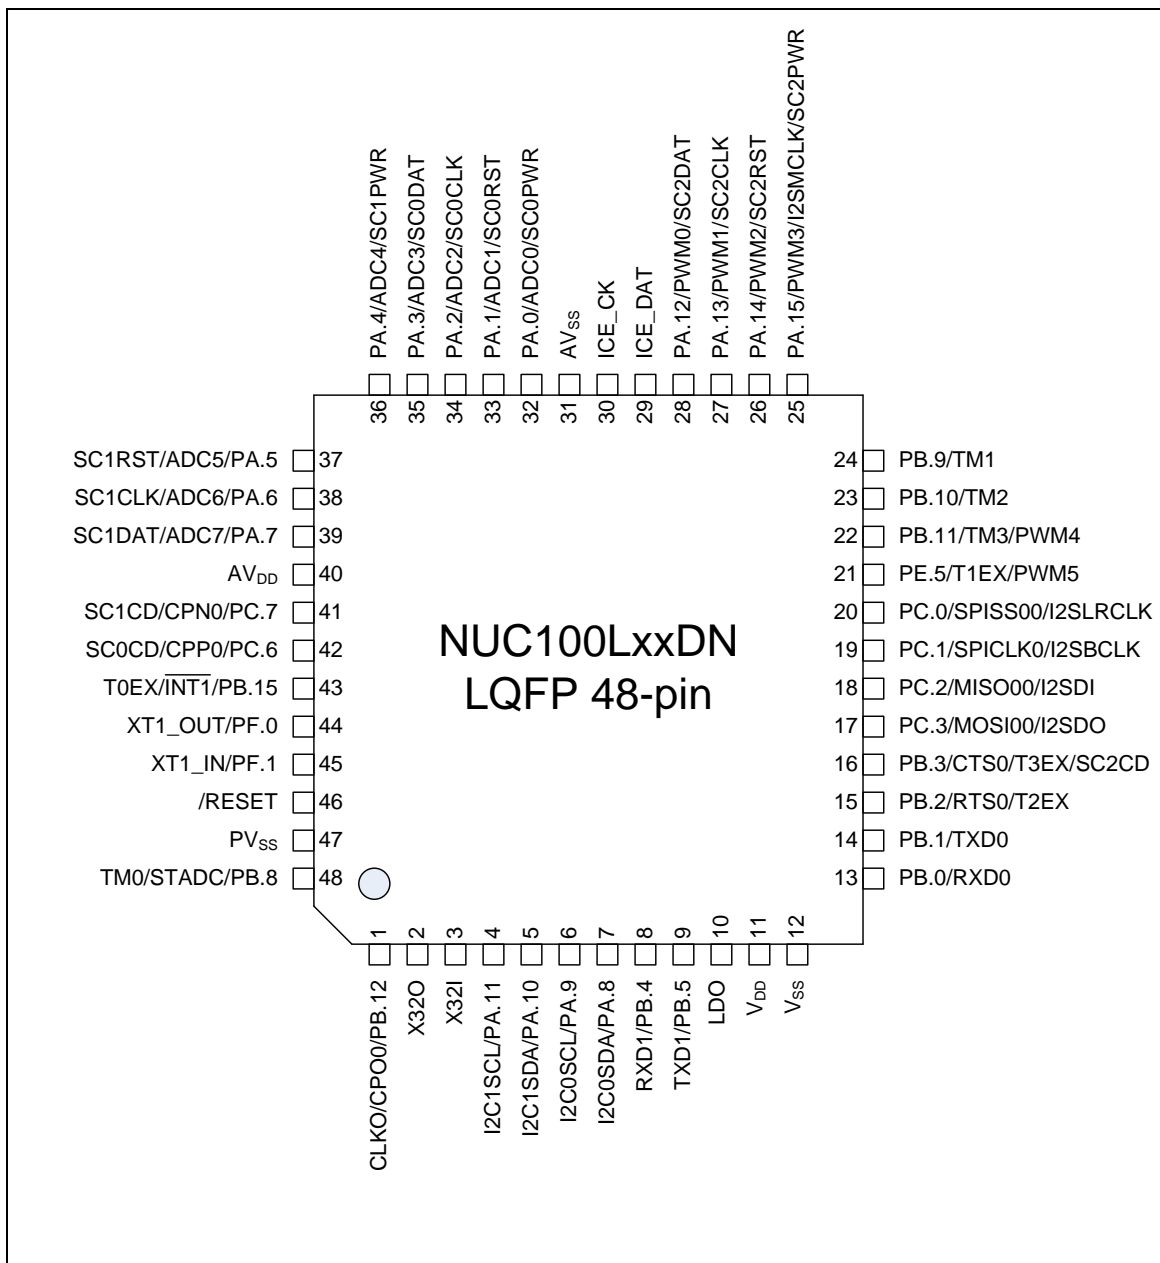 PA.4/ADC4/SC1PWR
PA.3/ADC3/SC0DAT
PA.2/ADC2/SC0CLK
PA.1/ADC1/SC0RST
PA.0/ADC0/SC0PWR
AVSS
ICE_CK
ICE_DAT
PA.12/PWM0/SC2DAT
PA.13/PWM1/SC2CLK
PA.14/PWM2/SC2RST
PA.15/PWM3/I2SMCLK/SC2PWR
36
35
34
33
32
31
30
29
28
27
26
25
SC1RST/ADC5/PA.5 37
SC1CLK/ADC6/PA.6 38
SC1DAT/ADC7/PA.7 39
AVDD 40
SC1CD/CPN0/PC.7 41
SC0CD/CPP0/PC.6 42
T0EX/INT1/PB.15 43
XT1_OUT/PF.0 44
XT1_IN/PF.1 45
/RESET 46
PVSS 47
TM0/STADC/PB.8 48
NUC100LxxDN
LQFP 48-pin
24 PB.9/TM1
23 PB.10/TM2
22 PB.11/TM3/PWM4
21 PE.5/T1EX/PWM5
20 PC.0/SPISS00/I2SLRCLK
19 PC.1/SPICLK0/I2SBCLK
18 PC.2/MISO00/I2SDI
17 PC.3/MOSI00/I2SDO
16 PB.3/CTS0/T3EX/SC2CD
15 PB.2/RTS0/T2EX
14 PB.1/TXD0
13 PB.0/RXD0
1
2
3
4
5
6
7
8
9
10
11
12
CLKO/CPO0/PB.12
X32O
X32I
I2C1SCL/PA.11
I2C1SDA/PA.10
I2C0SCL/PA.9
I2C0SDA/PA.8
RXD1/PB.4
TXD1/PB.5
LDO
VDD
VSS